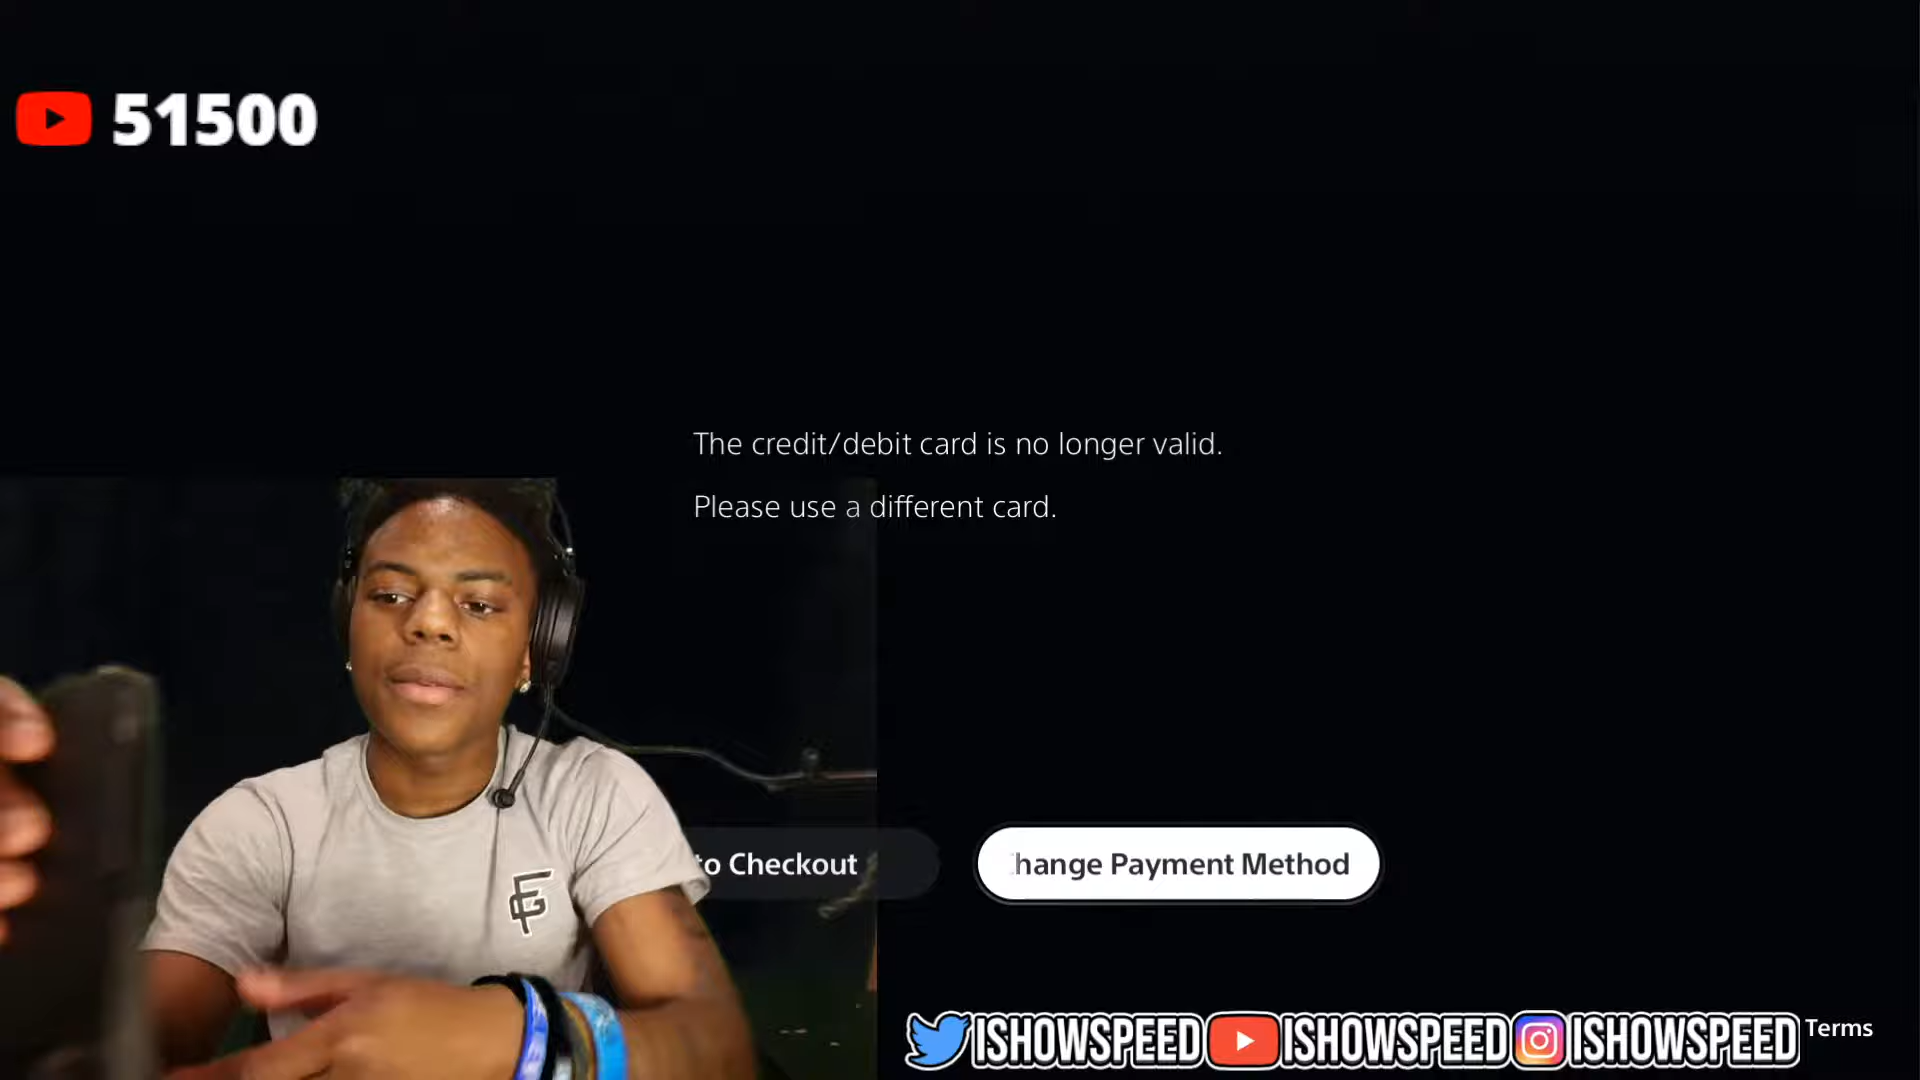 51500
The credit/debit card is no longer valid.
Please use a different card.
to Checkout
hange Payment Method
ISHOWSPEED ISHOWSPEED ISHOWSPEED Terms